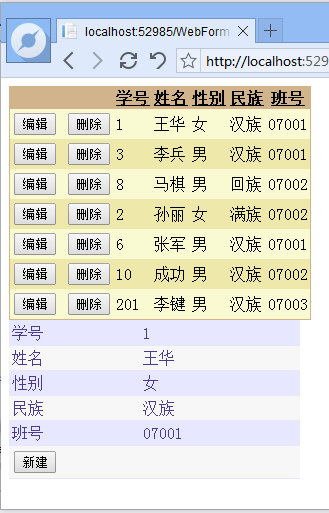 localhost:52985/WebForm
http://localhost:529
学号 姓名 性别 民族 班号
编辑 删除 1 王华 女 汉族 07001
编辑 删除 3 李兵 男 汉族 07001
编辑 删除 8 马棋 男 回族 07002
编辑 删除 2 孙丽 女 满族 07002
编辑 删除 6 张军 男 汉族 07001
编辑 删除 10 成功 男 汉族 07002
编辑 删除 201 李键 男 汉族 07003
学号 1
姓名 王华
性别 女
民族 汉族
班号 07001
新建